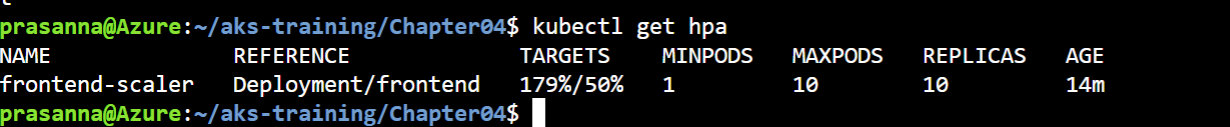 prasanna@Azure:~/aks-training/Chapter04$ kubectl get hpa
NAME REFERENCE TARGETS MINPODS MAXPODS REPLICAS AGE
frontend-scaler Deployment/frontend 179%/50% 1 10 10 14m
prasanna@Azure:~/aks-training/Chapter04$